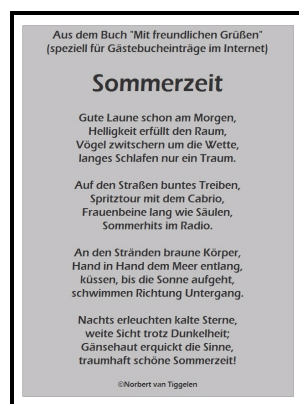 Aus dem Buch "Mit freundlichen Grüßen"
(speziell für Gästebucheinträge im Internet)
Sommerzeit
Gute Laune schon am Morgen,
Helligkeit erfüllt den Raum,
Vögel zwitschern um die Wette,
langes Schlafen nur ein Traum.
Auf den Straßen buntes Treiben,
Spritztour mit dem Cabrio,
Frauenbeine lang wie Säulen,
Sommerhits im Radio.
An den Stränden braune Körper,
Hand in Hand dem Meer entlang,
küssen, bis die Sonne aufgeht,
schwimmen Richtung Untergang.
Nachts erleuchten kalte Sterne,
weite Sicht trotz Dunkelheit;
Gänsehaut erquickt die Sinne,
traumhaft schöne Sommerzeit!
©Norbert van Tiggelen